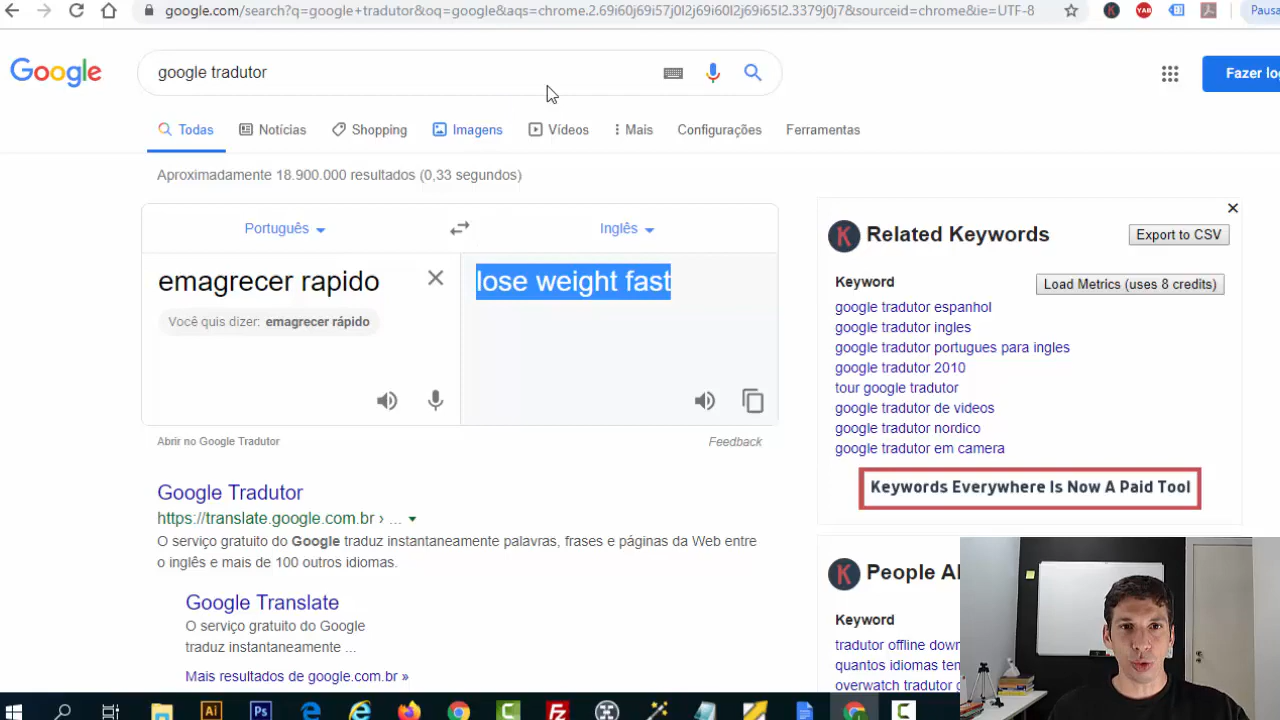 google.com/search?q=google+tradutor&oq=google&aqs=chrome.2.69i60j69i57j0l2j69i60l2j69i65l2.3379j0j7&sourceid=chrome&ie=UTF-8
Pausa
Google
google tradutor
Fazer lo
Todas
Notícias
Shopping
Imagens
Vídeos
Mais
Configurações
Ferramentas
Aproximadamente 18.900.000 resultados (0,33 segundos)
Português
Inglês
emagrecer rapido
lose weight fast
Você quis dizer: emagrecer rápido
Abrir no Google Tradutor
Feedback
Google Tradutor
https://translate.google.com.br › ...
O serviço gratuito do Google traduz instantaneamente palavras, frases e páginas da Web entre
o inglês e mais de 100 outros idiomas.
Google Translate
O serviço gratuito do Google
traduz instantaneamente ...
Mais resultados de google.com.br »
K
Related Keywords
Export to CSV
Keyword
Load Metrics (uses 8 credits)
google tradutor espanhol
google tradutor ingles
google tradutor portugues para ingles
google tradutor 2010
tour google tradutor
google tradutor de videos
google tradutor nordico
google tradutor em camera
Keywords Everywhere Is Now A Paid Tool
K
People Al
Keyword
tradutor offline dow
quantos idiomas ten
overwatch tradutor
Ai
Ps
Fz